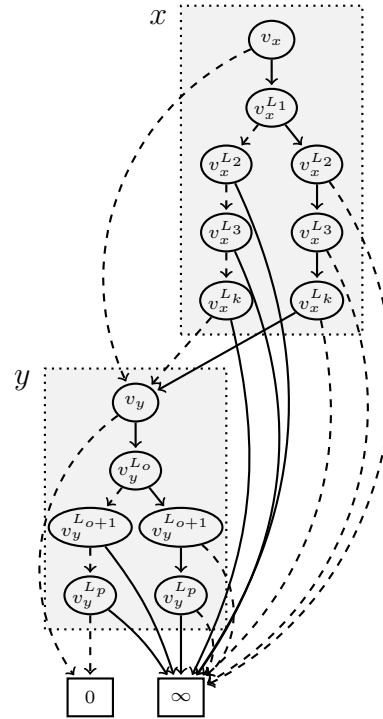 x
v_x
v_x^{L_1}
v_x^{L_2} v_x^{L_2}
v_x^{L_3} v_x^{L_3}
v_x^{L_k} v_x^{L_k}
y
v_y
v_y^{L_o}
v_y^{L_{o+1}} v_y^{L_{o+1}}
v_y^{L_p} v_y^{L_p}
0 ∞